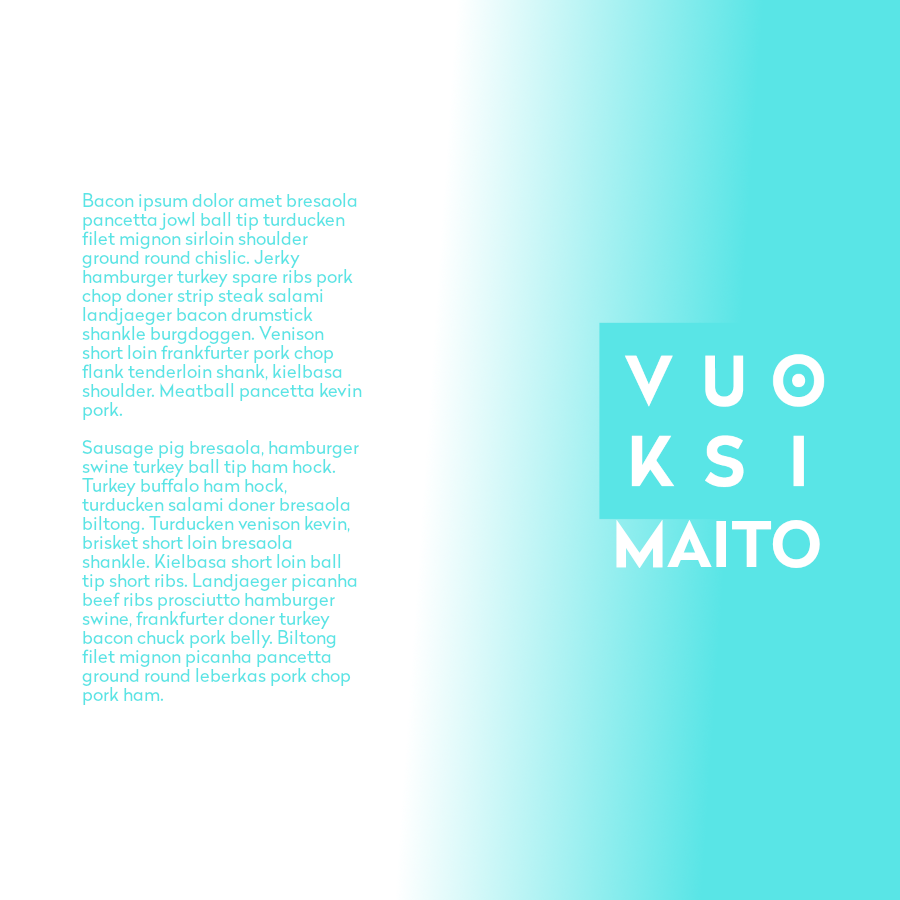 Bacon ipsum dolor amet bresaola
pancetta jowl ball tip turducken
filet mignon sirloin shoulder
ground round chislic. Jerky
hamburger turkey spare ribs pork
chop doner strip steak salami
landjaeger bacon drumstick
shankle burgdoggen. Venison
short loin frankfurter pork chop
flank tenderloin shank, kielbasa
shoulder. Meatball pancetta kevin
pork.
Sausage pig bresaola, hamburger
swine turkey ball tip ham hock.
Turkey buffalo ham hock,
turducken salami doner bresaola
biltong. Turducken venison kevin,
brisket short loin bresaola
shankle. Kielbasa short loin ball
tip short ribs. Landjaeger picanha
beef ribs prosciutto hamburger
swine, frankfurter doner turkey
bacon chuck pork belly. Biltong
filet mignon picanha pancetta
ground round leberkas pork chop
pork ham.
VUO
KSI
MAITO